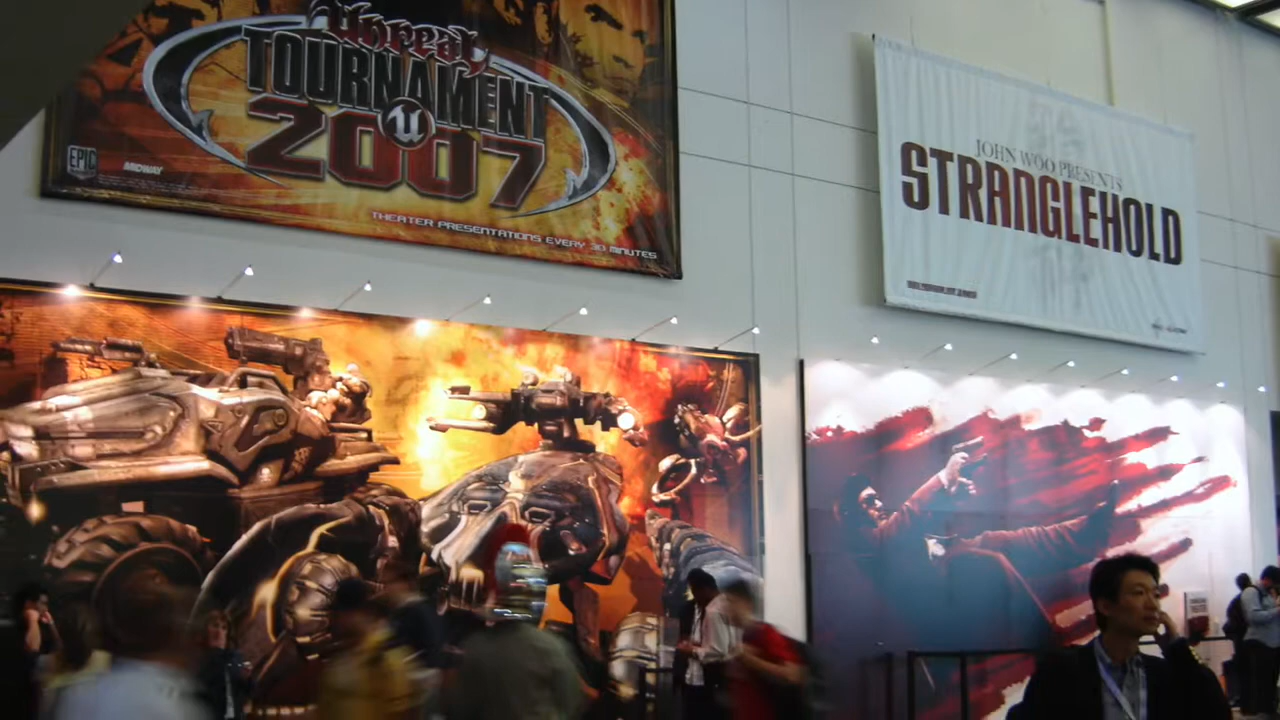 Unreal
TOURNAMENT
2007
EPIC
MIDWAY
THEATER PRESENTATIONS EVERY 30 MINUTES
JOHN WOO PRESENTS
STRANGLEHOLD